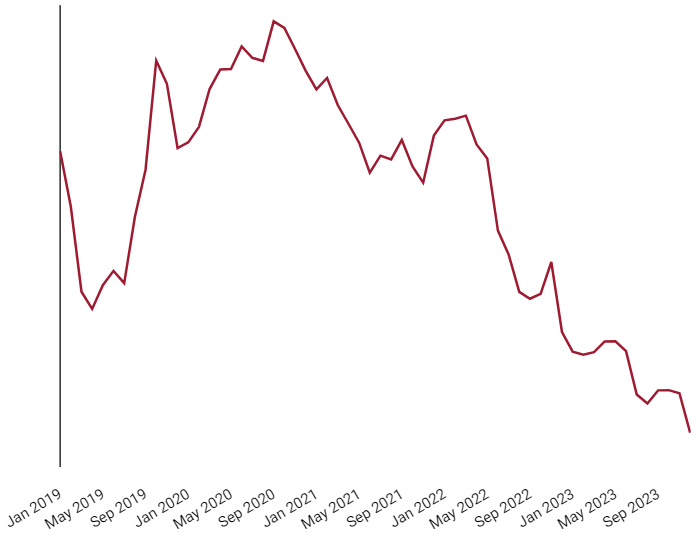 Jan 2019
May 2019
Sep 2019
Jan 2020
May 2020
Sep 2020
Jan 2021
May 2021
Sep 2021
Jan 2022
May 2022
Sep 2022
Jan 2023
May 2023
Sep 2023